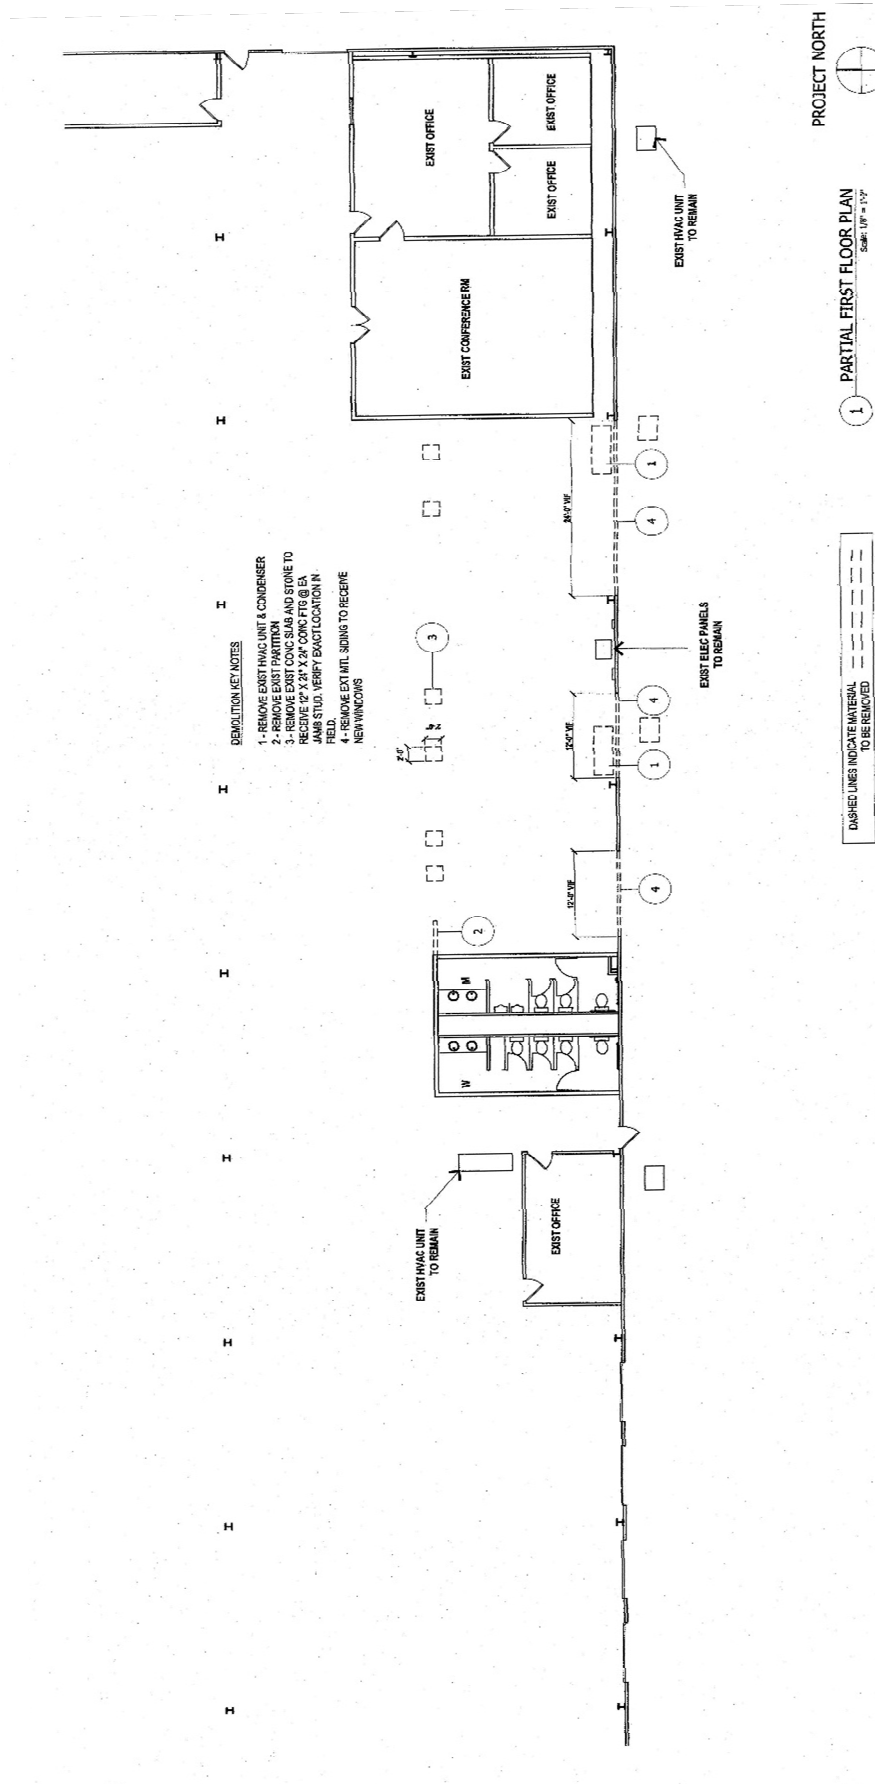 DEMOLITION KEY NOTES
1 - REMOVE EXIST HVAC UNIT & CONDENSER
2 - REMOVE EXIST PARTITION
3 - REMOVE EXIST CONC SLAB AND STONE TO
RECEIVE 12" X 24" X 24" CONC FTG @ EA
JAMB STUD. VERIFY EXACT LOCATION IN
FIELD.
4 - REMOVE EXT MTL SIDING TO RECEIVE
NEW WINDOWS
EXIST HVAC UNIT
TO REMAIN
EXIST OFFICE
W
M
2
2'-0"
3
12'-0" VIF
12'-0" VIF
24'-0" VIF
4
1
4
4
1
EXIST ELEC PANELS
TO REMAIN
EXIST CONFERENCE RM
EXIST OFFICE
EXIST OFFICE
EXIST OFFICE
EXIST HVAC UNIT
TO REMAIN
DASHED LINES INDICATE MATERIAL
TO BE REMOVED
1
PARTIAL FIRST FLOOR PLAN
Scale: 1/8" = 1'-0"
PROJECT NORTH